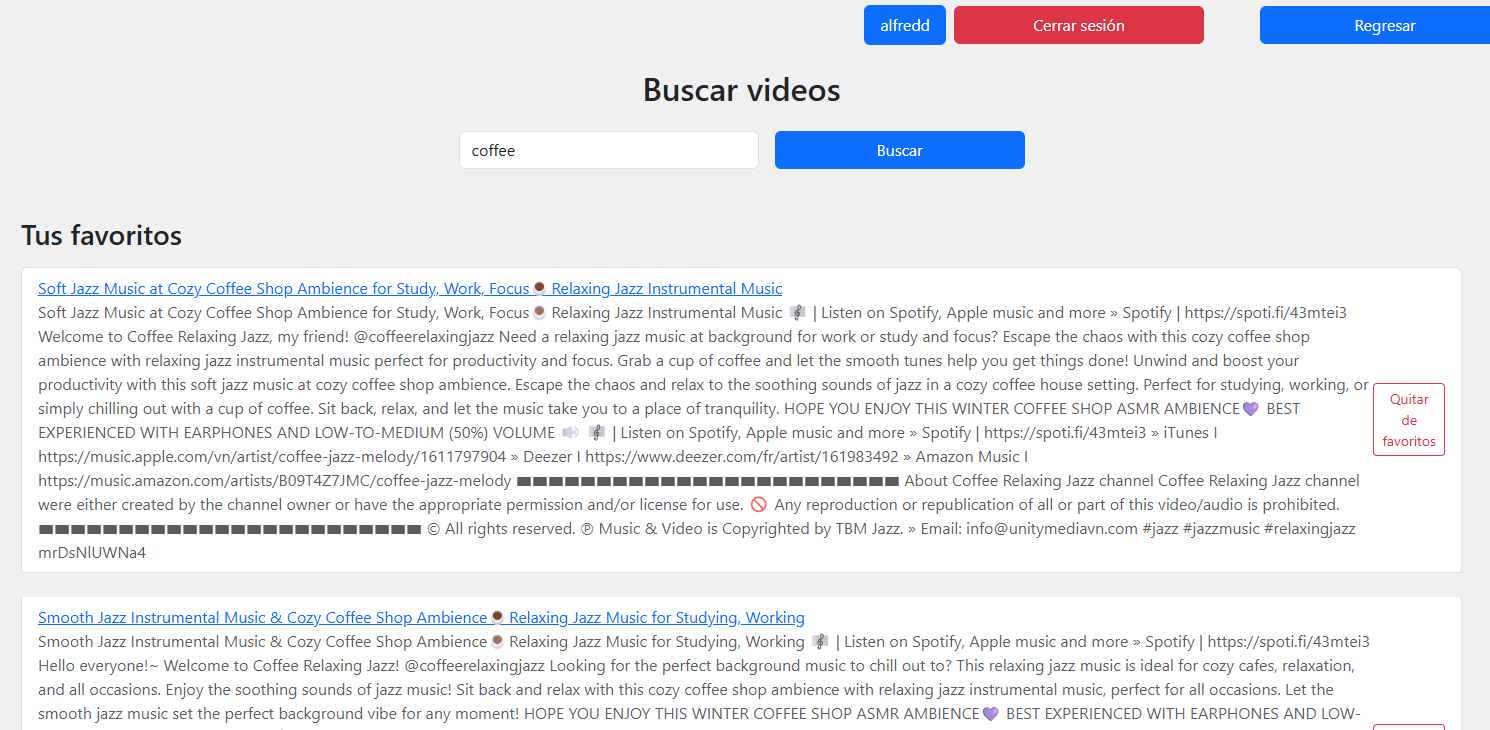 alfredd
Cerrar sesión
Regresar
Buscar videos
coffee
Buscar
Tus favoritos
Soft Jazz Music at Cozy Coffee Shop Ambience for Study, Work, Focus☕ Relaxing Jazz Instrumental Music
Soft Jazz Music at Cozy Coffee Shop Ambience for Study, Work, Focus☕ Relaxing Jazz Instrumental Music 🎼 | Listen on Spotify, Apple music and more » Spotify | https://spoti.fi/43mtei3
Welcome to Coffee Relaxing Jazz, my friend! @coffeerelaxingjazz Need a relaxing jazz music at background for work or study and focus? Escape the chaos with this cozy coffee shop
ambience with relaxing jazz instrumental music perfect for productivity and focus. Grab a cup of coffee and let the smooth tunes help you get things done! Unwind and boost your
productivity with this soft jazz music at cozy coffee shop ambience. Escape the chaos and relax to the soothing sounds of jazz in a cozy coffee house setting. Perfect for studying, working, or
simply chilling out with a cup of coffee. Sit back, relax, and let the music take you to a place of tranquility. HOPE YOU ENJOY THIS WINTER COFFEE SHOP ASMR AMBIENCE💜 BEST
EXPERIENCED WITH EARPHONES AND LOW-TO-MEDIUM (50%) VOLUME 🔊 🎼 | Listen on Spotify, Apple music and more » Spotify | https://spoti.fi/43mtei3 » iTunes I
https://music.apple.com/vn/artist/coffee-jazz-melody/1611797904 » Deezer I https://www.deezer.com/fr/artist/161983492 » Amazon Music I
https://music.amazon.com/artists/B09T4Z7JMC/coffee-jazz-melody ▬▬▬▬▬▬▬▬▬▬▬▬▬▬▬▬▬▬▬▬▬▬▬▬ About Coffee Relaxing Jazz channel Coffee Relaxing Jazz channel
were either created by the channel owner or have the appropriate permission and/or license for use. 🚫 Any reproduction or republication of all or part of this video/audio is prohibited.
▬▬▬▬▬▬▬▬▬▬▬▬▬▬▬▬▬▬▬▬▬▬▬▬ © All rights reserved. ℗ Music & Video is Copyrighted by TBM Jazz. » Email: info@unitymediavn.com #jazz #jazzmusic #relaxingjazz
mrDsNlUWNa4
Quitar
de
favoritos
Smooth Jazz Instrumental Music & Cozy Coffee Shop Ambience☕ Relaxing Jazz Music for Studying, Working
Smooth Jazz Instrumental Music & Cozy Coffee Shop Ambience☕ Relaxing Jazz Music for Studying, Working 🎼 | Listen on Spotify, Apple music and more » Spotify | https://spoti.fi/43mtei3
Hello everyone!~ Welcome to Coffee Relaxing Jazz! @coffeerelaxingjazz Looking for the perfect background music to chill out to? This relaxing jazz music is ideal for cozy cafes, relaxation,
and all occasions. Enjoy the soothing sounds of jazz music! Sit back and relax with this cozy coffee shop ambience with relaxing jazz instrumental music, perfect for all occasions. Let the
smooth jazz music set the perfect background vibe for any moment! HOPE YOU ENJOY THIS WINTER COFFEE SHOP ASMR AMBIENCE💜 BEST EXPERIENCED WITH EARPHONES AND LOW-